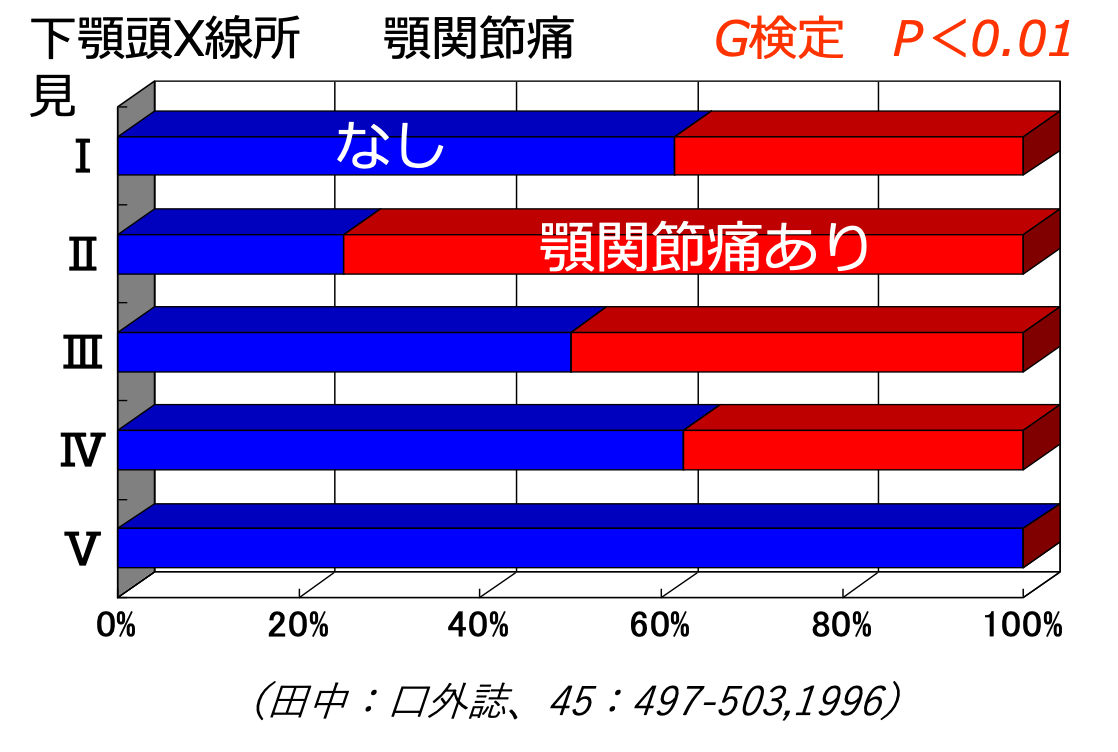 下顎頭X線所見
顎関節痛
G検定 P<0.01
Ⅰ
なし
Ⅱ
顎関節痛あり
Ⅲ
Ⅳ
Ⅴ
0% 20% 40% 60% 80% 100%
(田中：口外誌、45：497-503,1996)